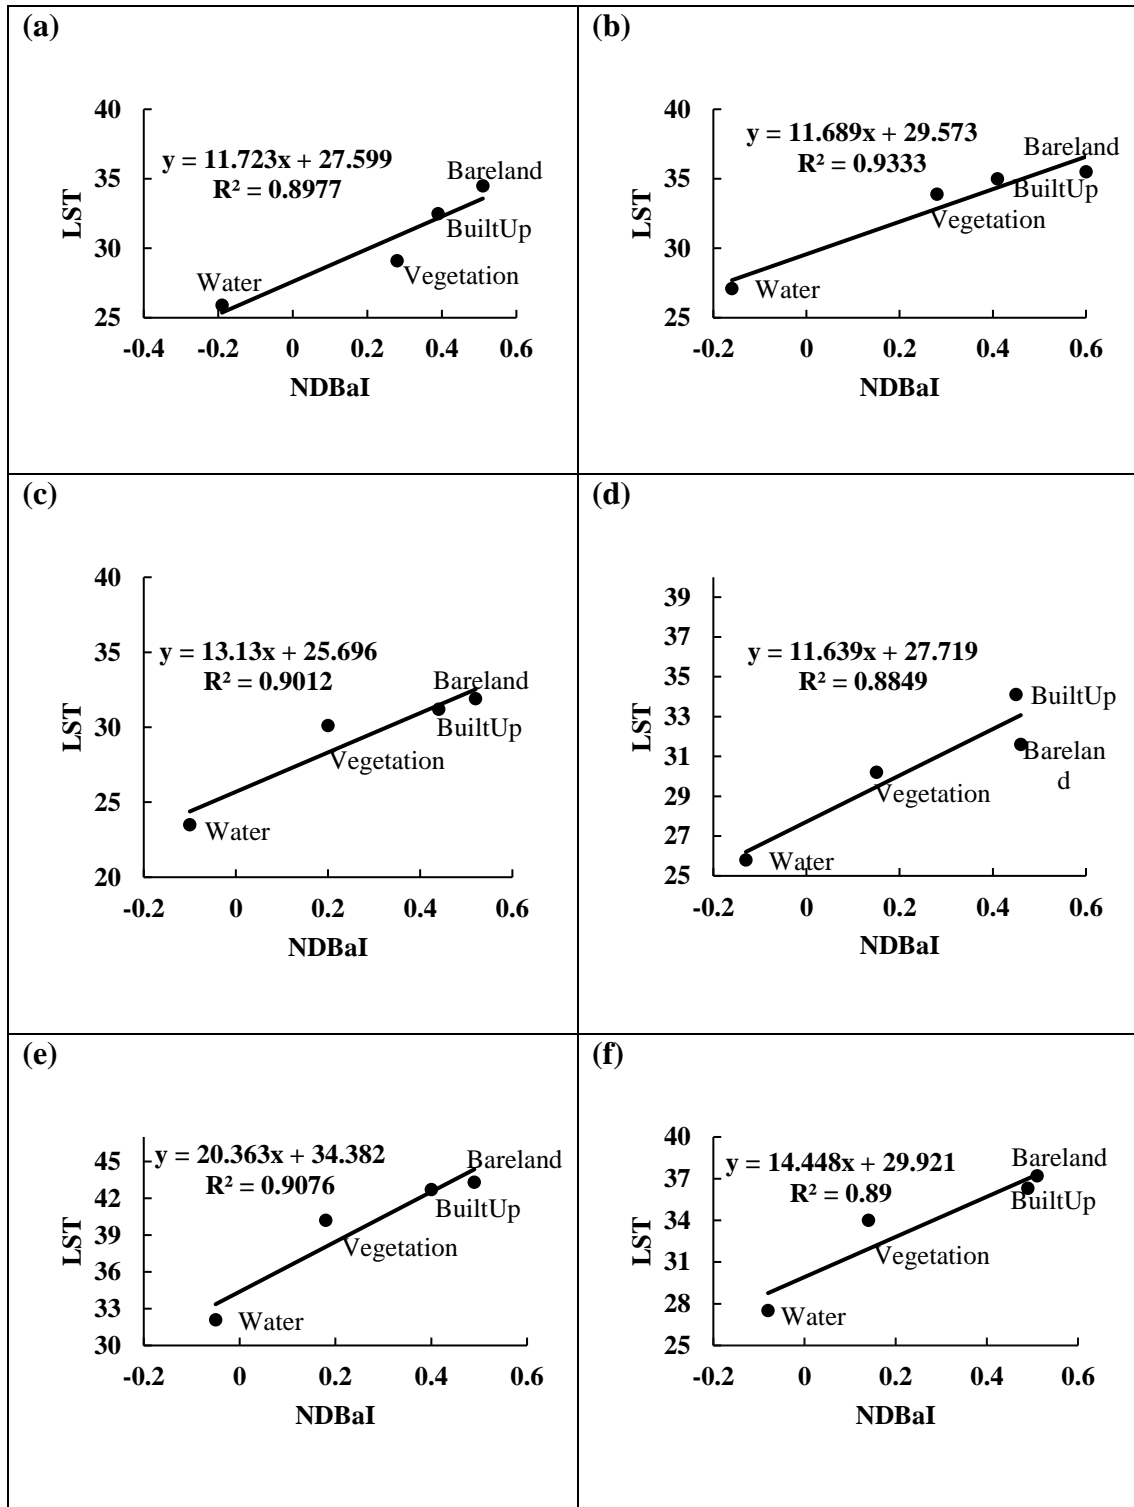 (a)
40
y = 11.723x + 27.599
R² = 0.8977
35
Bareland
LST
BuiltUp
30
Vegetation
Water
25
-0.4 -0.2 0 0.2 0.4 0.6
NDBaI
(b)
40
y = 11.689x + 29.573
R² = 0.9333
Bareland
35
BuiltUp
LST
Vegetation
30
Water
25
-0.2 0 0.2 0.4 0.6
NDBaI
(c)
40
35
y = 13.13x + 25.696
R² = 0.9012
Bareland
LST
30
BuiltUp
Vegetation
25
Water
20
-0.2 0 0.2 0.4 0.6
NDBaI
(d)
39
37
y = 11.639x + 27.719
R² = 0.8849
35
BuiltUp
LST
33
31
Barelan
d
29
Vegetation
27
Water
25
-0.2 0 0.2 0.4 0.6
NDBaI
(e)
45
y = 20.363x + 34.382
R² = 0.9076
Bareland
42
BuiltUp
LST
39
Vegetation
36
33
Water
30
-0.2 0 0.2 0.4 0.6
NDBaI
(f)
40
y = 14.448x + 29.921
R² = 0.89
Bareland
37
BuiltUp
LST
34
Vegetation
31
28
Water
25
-0.2 0 0.2 0.4 0.6
NDBaI